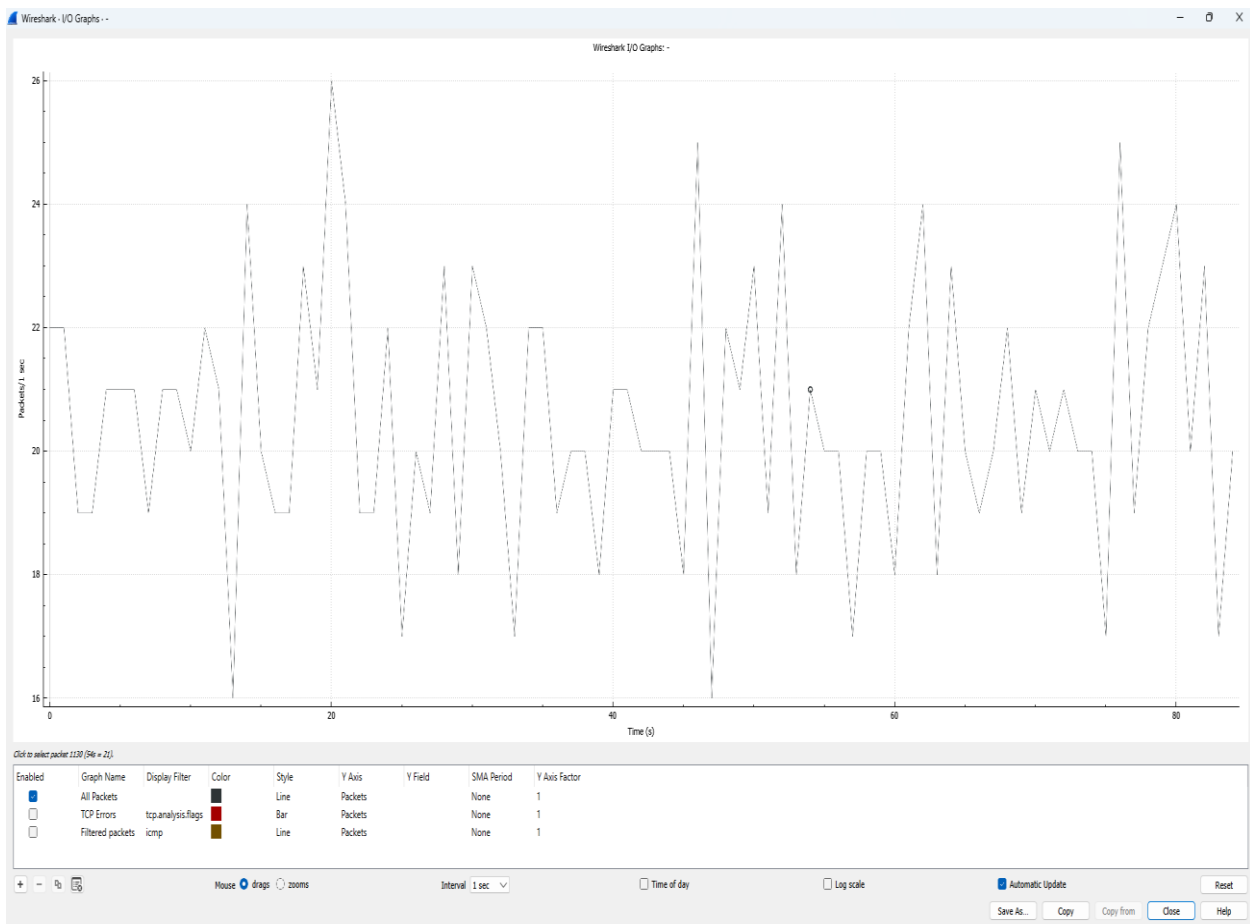 Wireshark · I/O Graphs · -
Wireshark I/O Graphs: -
26
24
22
20
18
16
Packets/1 sec
0 20 40 60 80
Time (s)
Click to select packet 1130 (54s = 21).
Enabled Graph Name Display Filter Color Style Y Axis Y Field SMA Period Y Axis Factor
All Packets Line Packets None 1
TCP Errors tcp.analysis.flags Bar Packets None 1
Filtered packets icmp Line Packets None 1
+ − Mouse drags zooms Interval 1 sec Time of day Log scale Automatic Update Reset
Save As... Copy Copy from Close Help